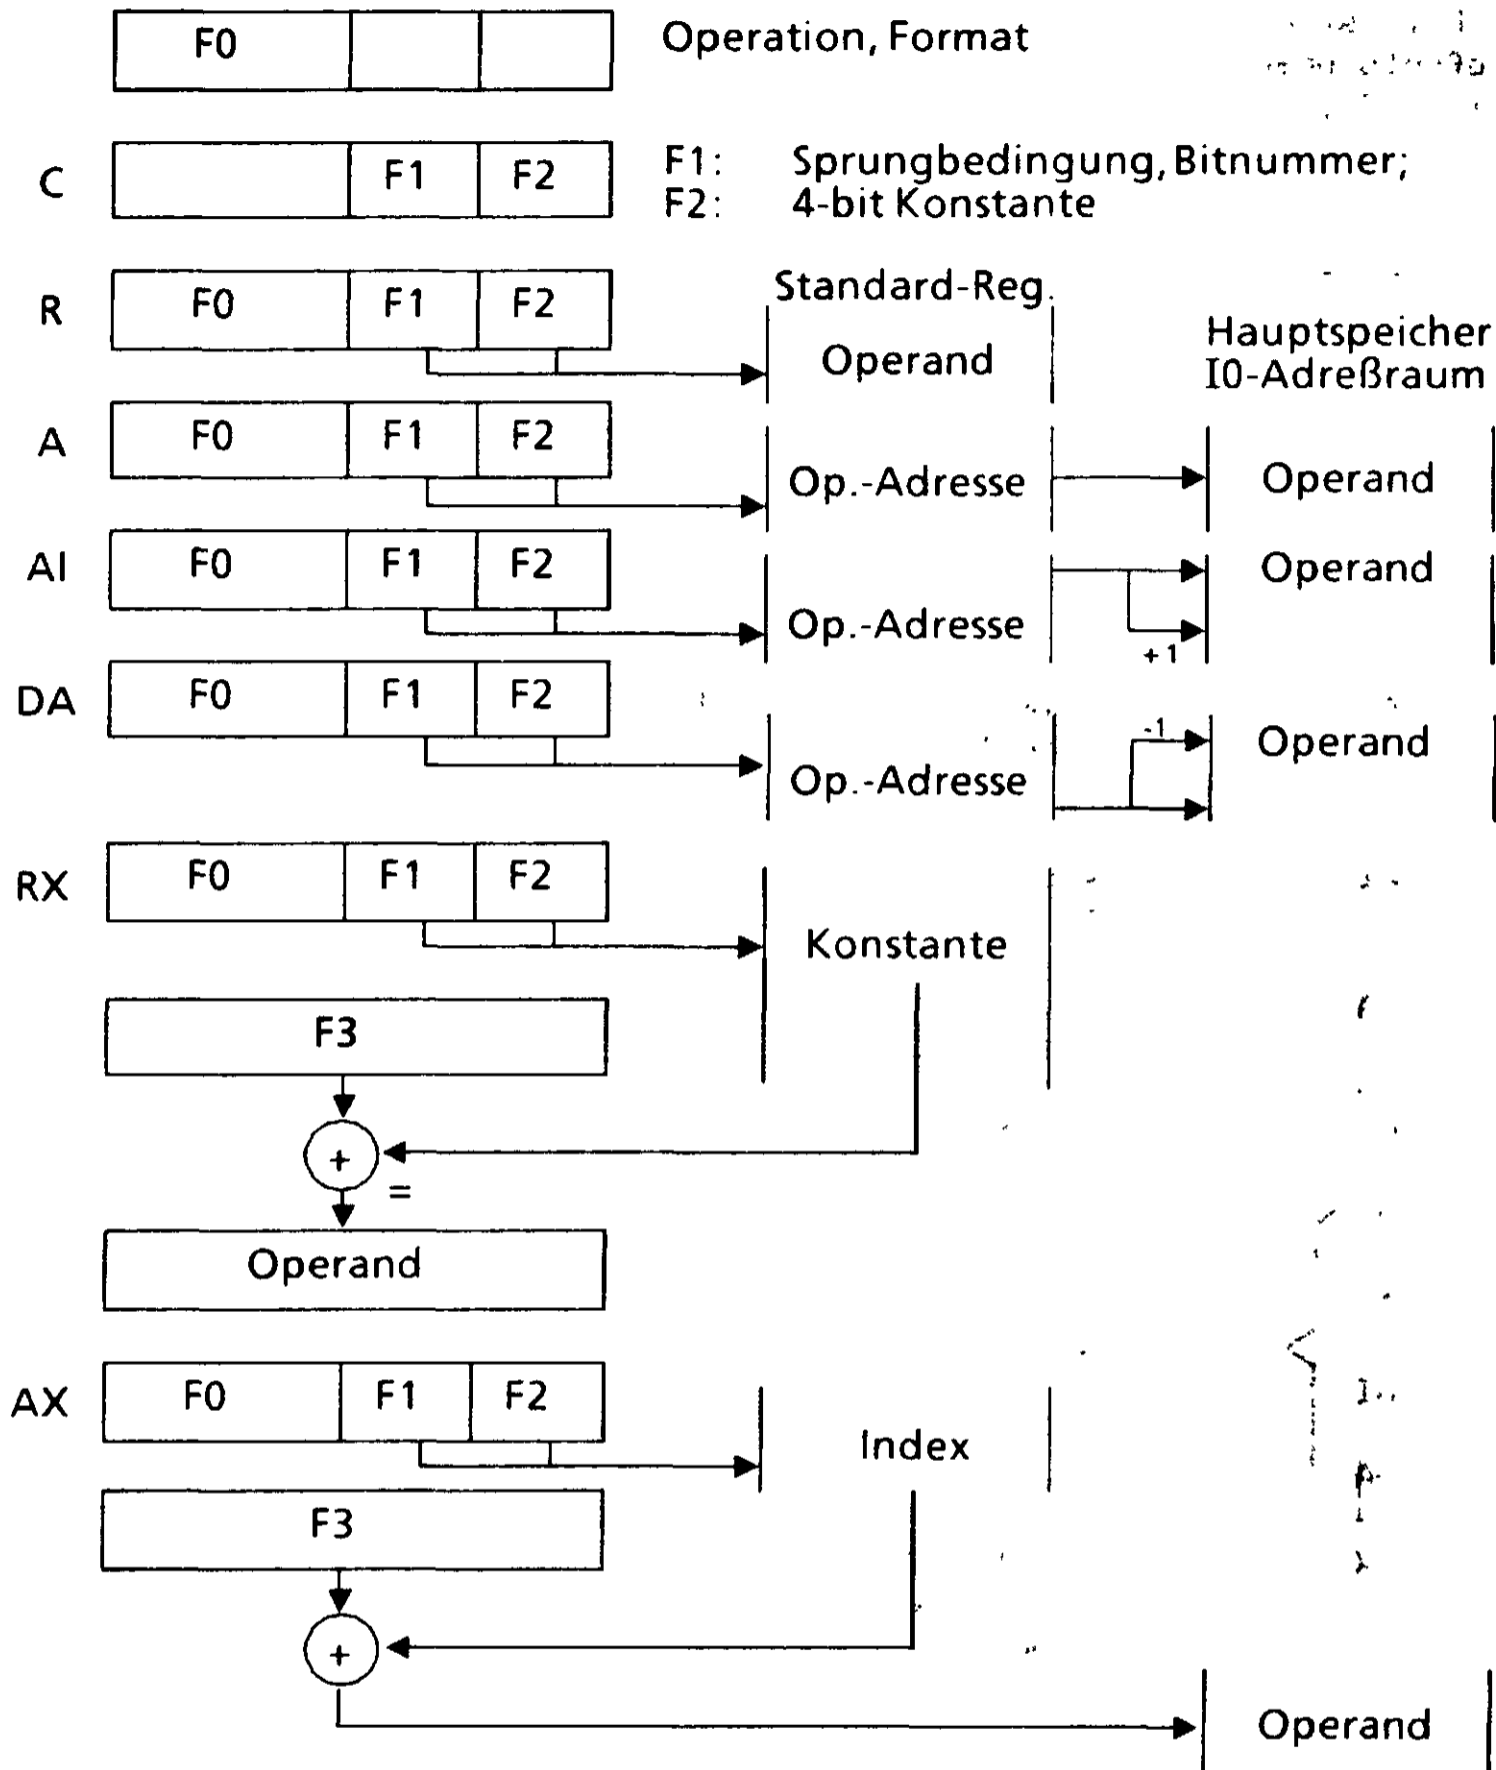 F0 Operation, Format
C F1 F2 F1: Sprungbedingung, Bitnummer;
F2: 4-bit Konstante
Standard-Reg.
R F0 F1 F2 Operand
Hauptspeicher
I0-Adreßraum
A F0 F1 F2 Op.-Adresse Operand
AI F0 F1 F2 Op.-Adresse Operand
+1
DA F0 F1 F2 Op.-Adresse -1 Operand
RX F0 F1 F2 Konstante
F3
+
=
Operand
AX F0 F1 F2 Index
F3
+
Operand